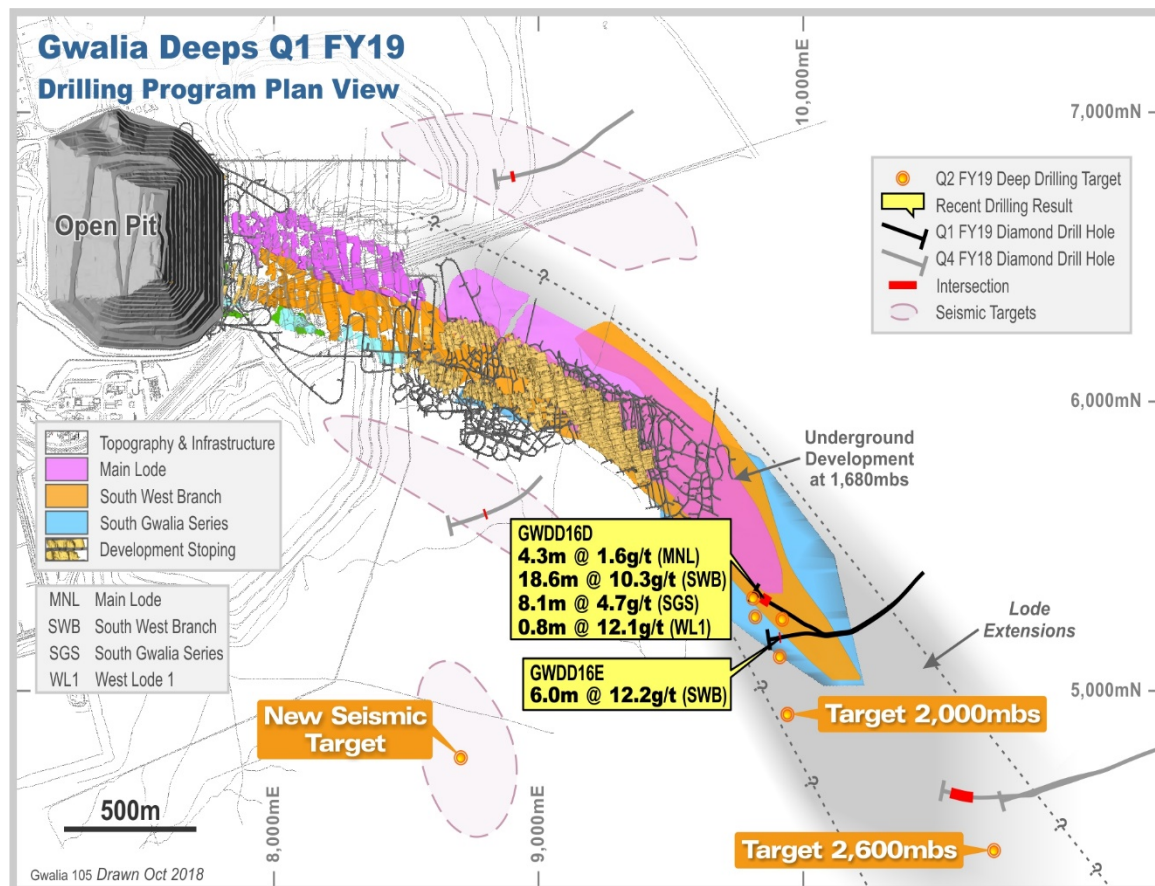 Gwalia Deeps Q1 FY19
Drilling Program Plan View
10,000mE
7,000mN
Q2 FY19 Deep Drilling Target
Recent Drilling Result
Q1 FY19 Diamond Drill Hole
Q4 FY18 Diamond Drill Hole
Intersection
Seismic Targets
Open Pit
?
?
6,000mN
Topography & Infrastructure
Main Lode
South West Branch
South Gwalia Series
Development Stoping
Underground
Development
at 1,680mbs
GWDD16D
4.3m @ 1.6g/t (MNL)
18.6m @ 10.3g/t (SWB)
8.1m @ 4.7g/t (SGS)
0.8m @ 12.1g/t (WL1)
MNL Main Lode
SWB South West Branch
SGS South Gwalia Series
WL1 West Lode 1
Lode
Extensions
GWDD16E
6.0m @ 12.2g/t (SWB)
?
5,000mN
New Seismic
Target
Target 2,000mbs
?
?
500m
8,000mE
9,000mE
Target 2,600mbs
?
Gwalia 105 Drawn Oct 2018